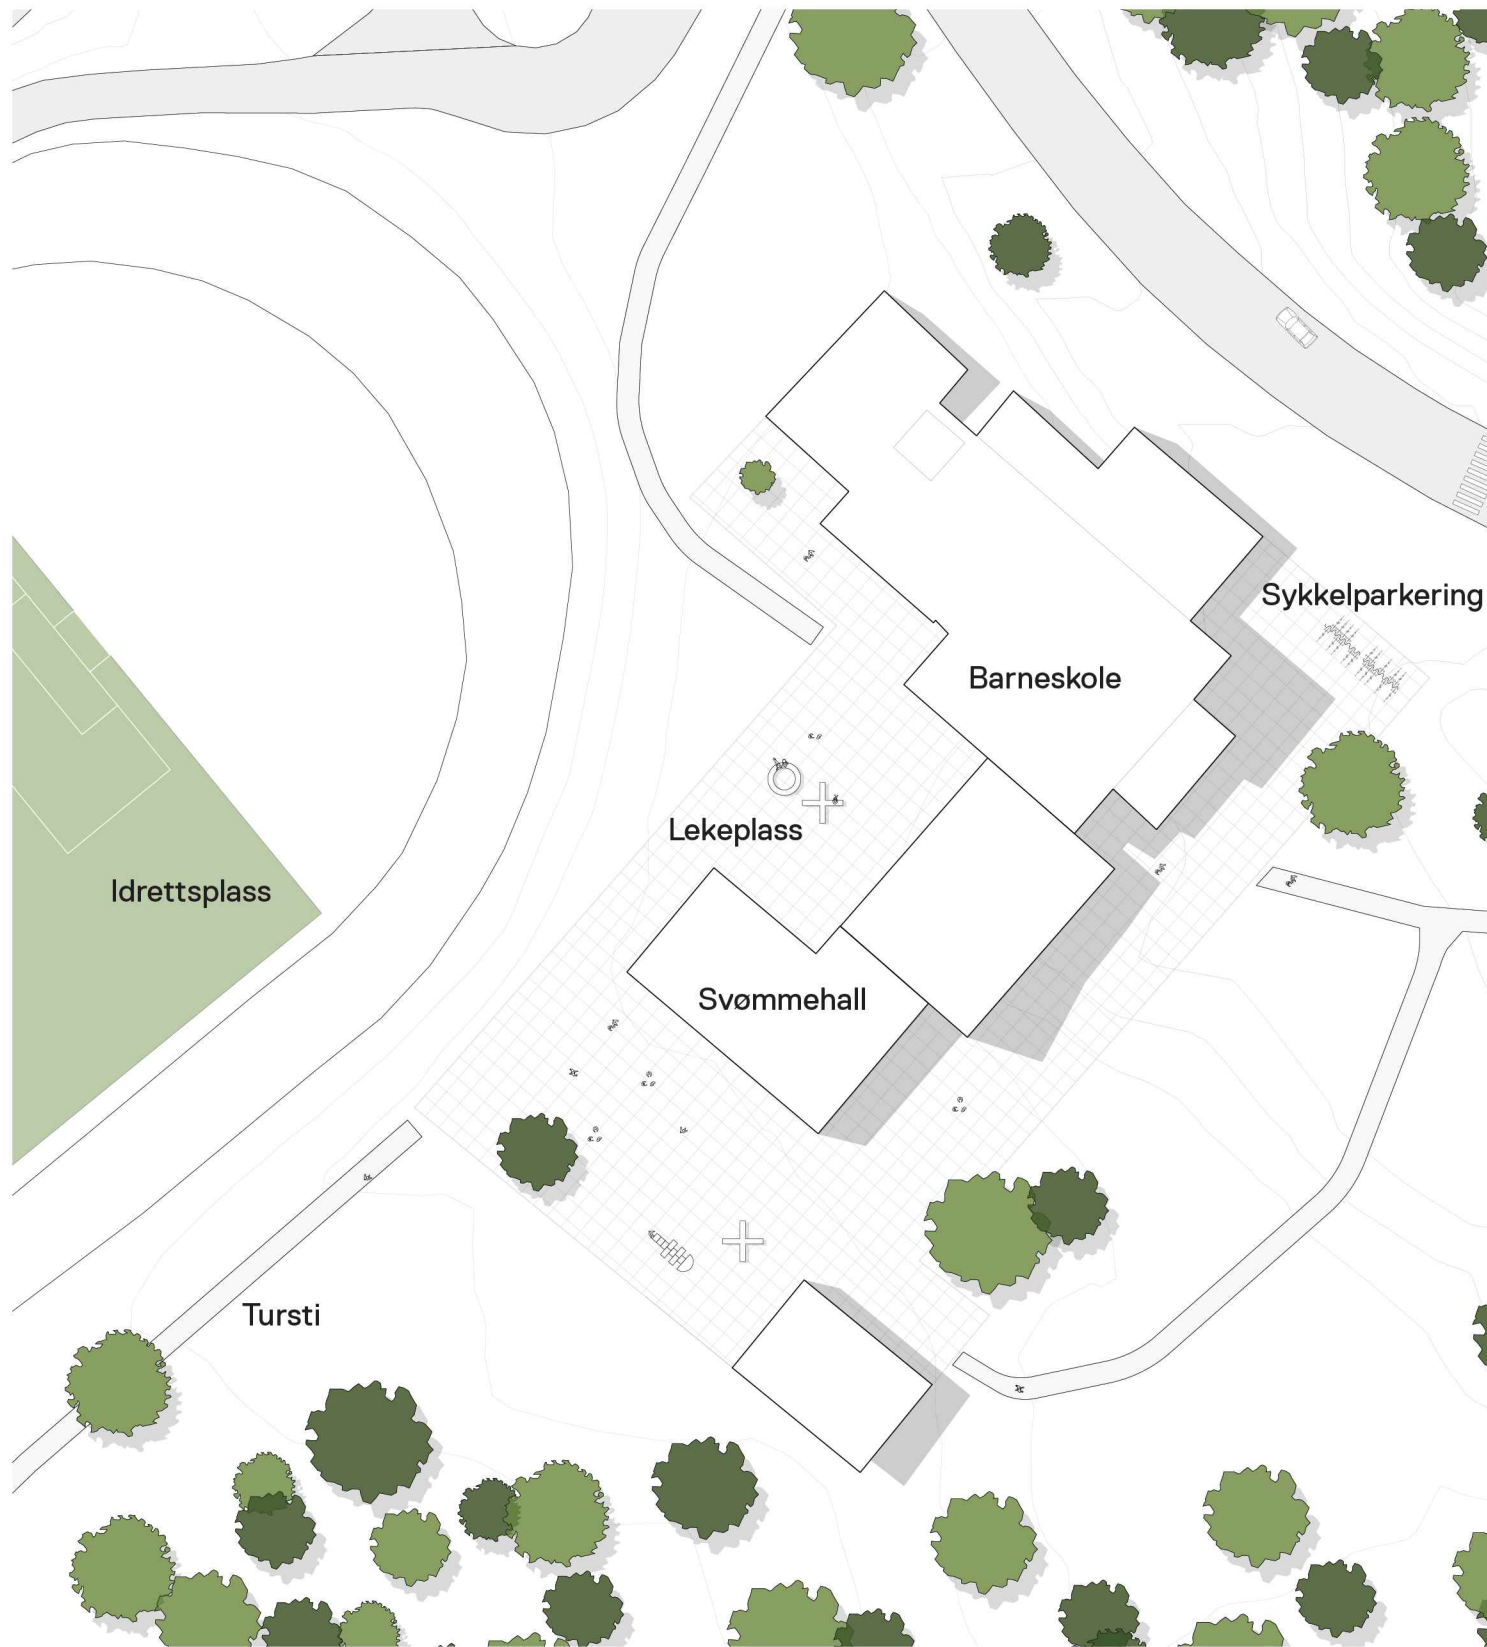 Sykkelparkering
Barneskole
Lekeplass
Idrettsplass
Svømmehall
Tursti